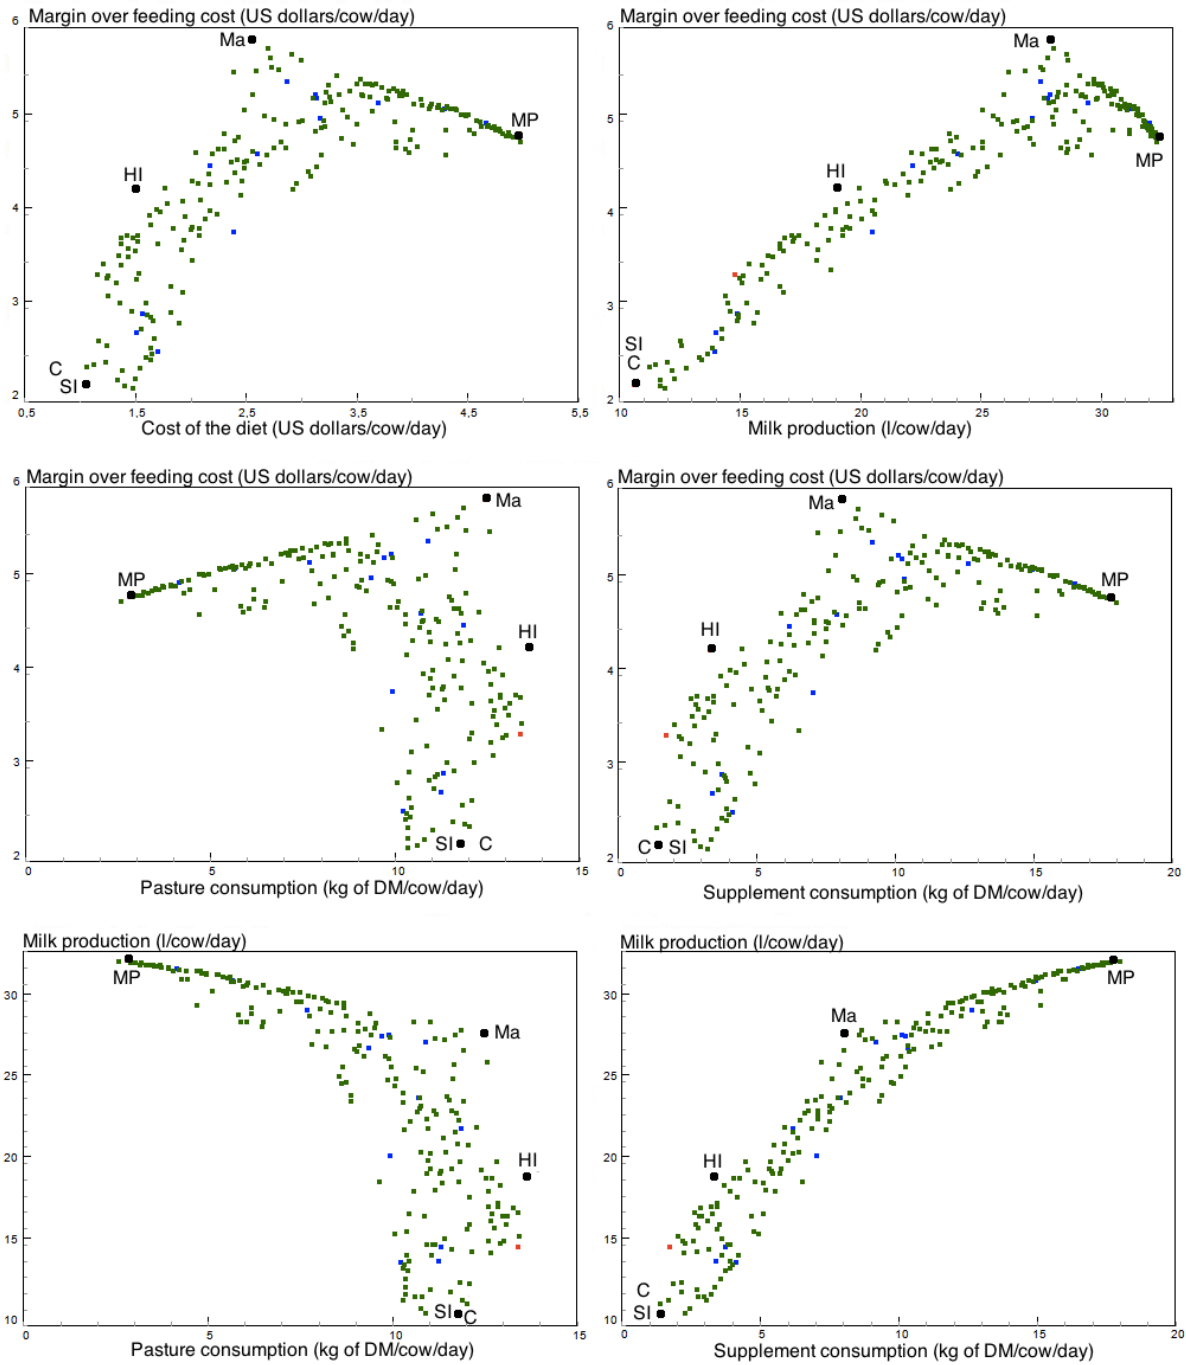 Margin over feeding cost (US dollars/cow/day)
6
5
4
3
2
Ma
MP
HI
C
SI
0,5
1,5
2,5
3,5
4,5
5,5
Cost of the diet (US dollars/cow/day)
Margin over feeding cost (US dollars/cow/day)
6
5
4
3
2
Ma
MP
HI
SI
C
10
15
20
25
30
Milk production (l/cow/day)
Margin over feeding cost (US dollars/cow/day)
6
5
4
3
2
Ma
MP
HI
SI C
0
5
10
15
Pasture consumption (kg of DM/cow/day)
Margin over feeding cost (US dollars/cow/day)
6
5
4
3
2
Ma
MP
HI
C SI
0
5
10
15
20
Supplement consumption (kg of DM/cow/day)
Milk production (l/cow/day)
30
25
20
15
10
MP
Ma
HI
SI C
0
5
10
15
Pasture consumption (kg of DM/cow/day)
Milk production (l/cow/day)
30
25
20
15
10
MP
Ma
HI
C
SI
0
5
10
15
20
Supplement consumption (kg of DM/cow/day)